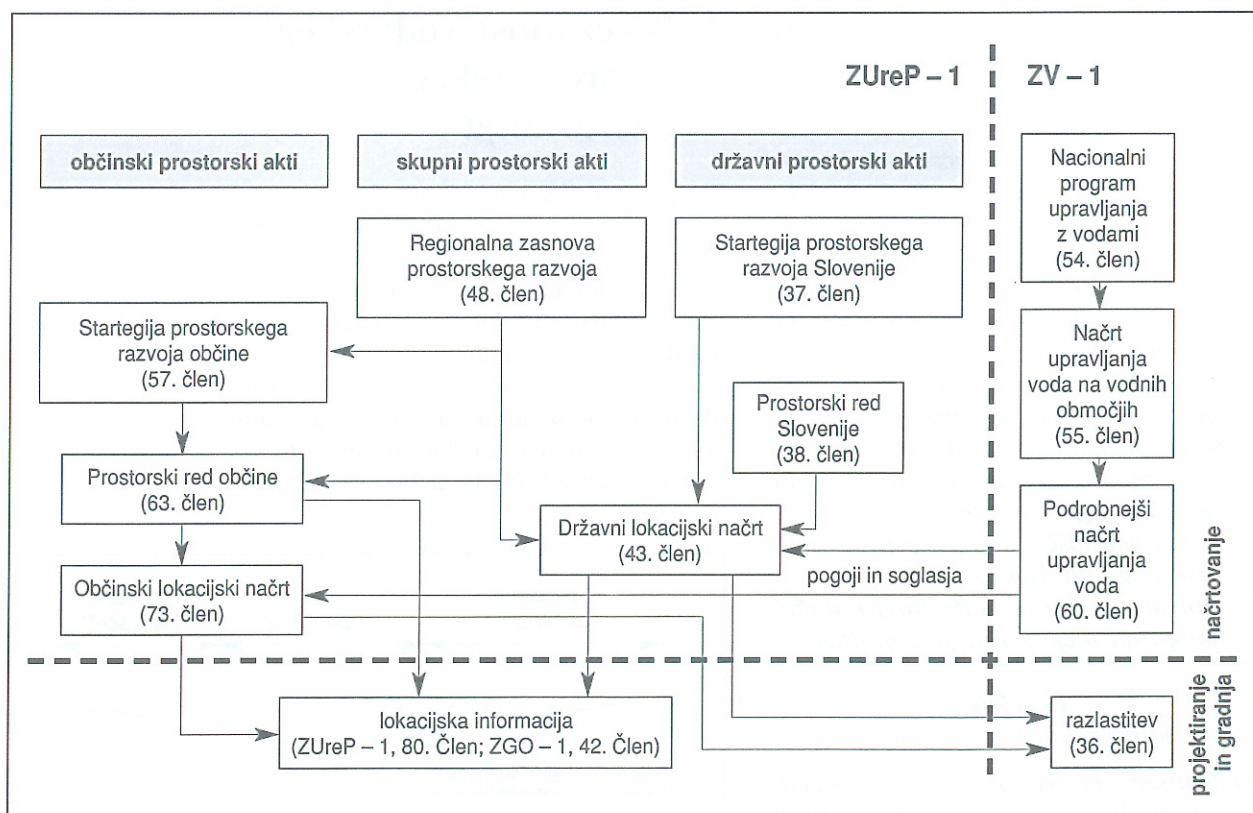 ZUreP – 1
ZV – 1
občinski prostorski akti
skupni prostorski akti
državni prostorski akti
Nacionalni
program
upravljanja
z vodami
(54. člen)
Regionalna zasnova
prostorskega razvoja
(48. člen)
Startegija prostorskega
razvoja Slovenije
(37. člen)
Startegija prostorskega
razvoja občine
(57. člen)
Načrt
upravljanja
voda na vodnih
območjih
(55. člen)
Prostorski red
Slovenije
(38. člen)
Prostorski red občine
(63. člen)
Državni lokacijski načrt
(43. člen)
Podrobnejši
načrt
upravljanja
voda
(60. člen)
pogoji in soglasja
Občinski lokacijski načrt
(73. člen)
načrtovanje
lokacijska informacija
(ZUreP – 1, 80. Člen; ZGO – 1, 42. Člen)
razlastitev
(36. člen)
projektiranje
in gradnja